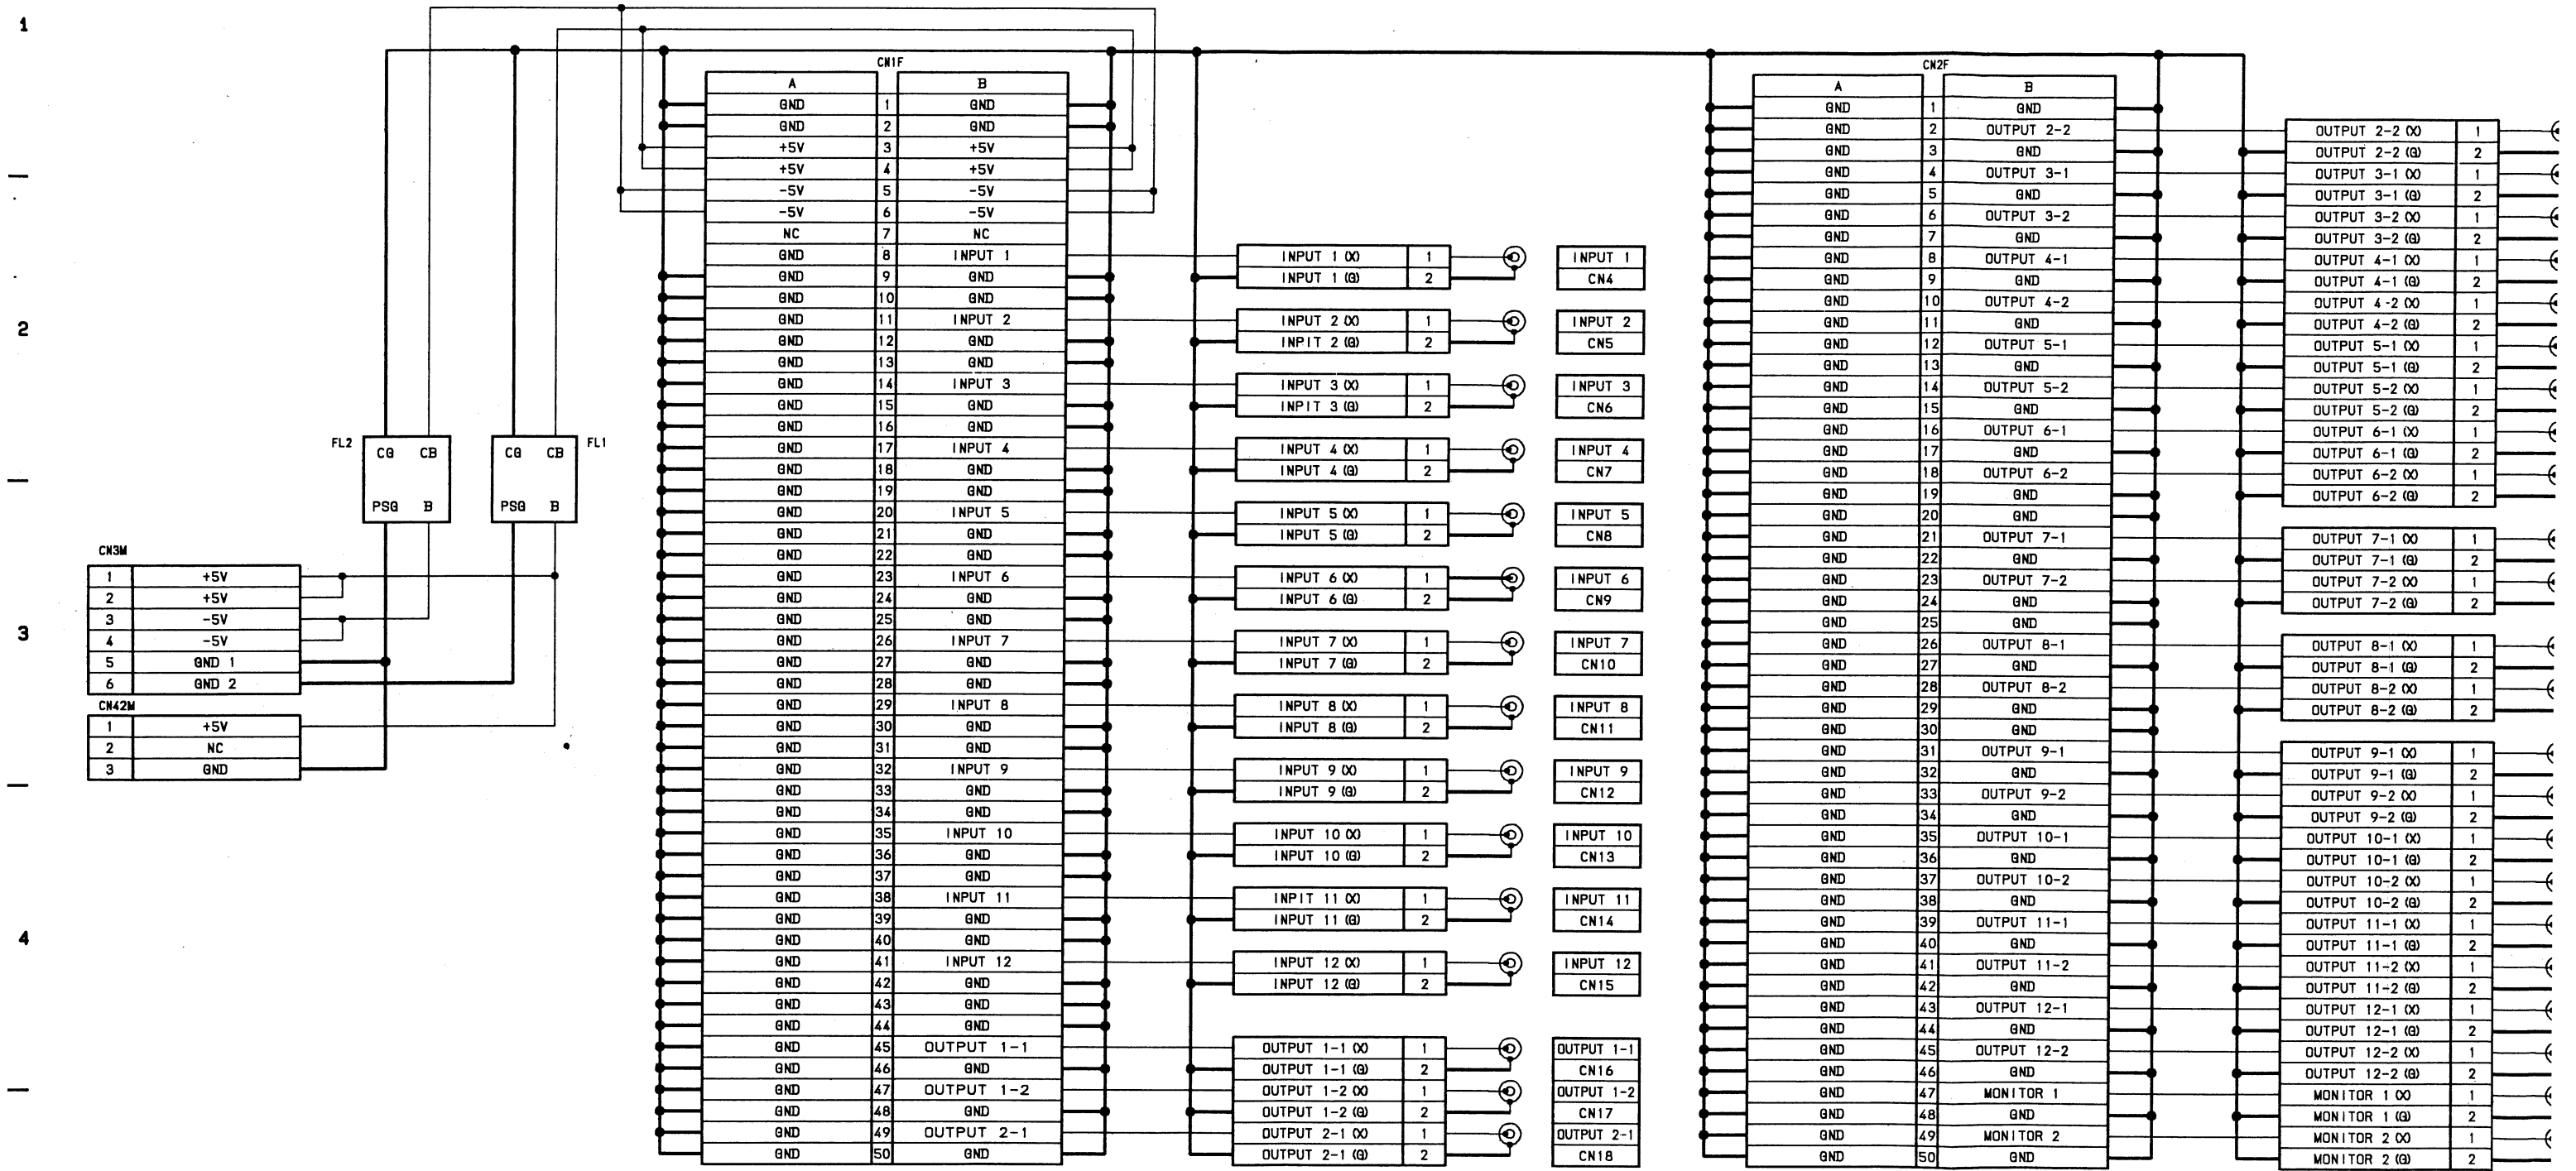 1
2
3
4
FL2
CG CB
PSG B
FL1
CG CB
PSG B
CN3M
1 +5V
2 +5V
3 -5V
4 -5V
5 GND 1
6 GND 2
CN42M
1 +5V
2 NC
3 GND
CN1F
A B
GND 1 GND
GND 2 GND
+5V 3 +5V
+5V 4 +5V
-5V 5 -5V
-5V 6 -5V
NC 7 NC
GND 8 INPUT 1
GND 9 GND
GND 10 GND
GND 11 INPUT 2
GND 12 GND
GND 13 GND
GND 14 INPUT 3
GND 15 GND
GND 16 GND
GND 17 INPUT 4
GND 18 GND
GND 19 GND
GND 20 INPUT 5
GND 21 GND
GND 22 GND
GND 23 INPUT 6
GND 24 GND
GND 25 GND
GND 26 INPUT 7
GND 27 GND
GND 28 GND
GND 29 INPUT 8
GND 30 GND
GND 31 GND
GND 32 INPUT 9
GND 33 GND
GND 34 GND
GND 35 INPUT 10
GND 36 GND
GND 37 GND
GND 38 INPUT 11
GND 39 GND
GND 40 GND
GND 41 INPUT 12
GND 42 GND
GND 43 GND
GND 44 GND
GND 45 OUTPUT 1-1
GND 46 GND
GND 47 OUTPUT 1-2
GND 48 GND
GND 49 OUTPUT 2-1
GND 50 GND
INPUT 1 (X) 1
INPUT 1 (G) 2
INPUT 1
CN4
INPUT 2 (X) 1
INPIT 2 (G) 2
INPUT 2
CN5
INPUT 3 (X) 1
INPIT 3 (G) 2
INPUT 3
CN6
INPUT 4 (X) 1
INPUT 4 (G) 2
INPUT 4
CN7
INPUT 5 (X) 1
INPUT 5 (G) 2
INPUT 5
CN8
INPUT 6 (X) 1
INPUT 6 (G) 2
INPUT 6
CN9
INPUT 7 (X) 1
INPUT 7 (G) 2
INPUT 7
CN10
INPUT 8 (X) 1
INPUT 8 (G) 2
INPUT 8
CN11
INPUT 9 (X) 1
INPUT 9 (G) 2
INPUT 9
CN12
INPUT 10 (X) 1
INPUT 10 (G) 2
INPUT 10
CN13
INPIT 11 (X) 1
INPUT 11 (G) 2
INPUT 11
CN14
INPUT 12 (X) 1
INPUT 12 (G) 2
INPUT 12
CN15
OUTPUT 1-1 (X) 1
OUTPUT 1-1 (G) 2
OUTPUT 1-2 (X) 1
OUTPUT 1-2 (G) 2
OUTPUT 2-1 (X) 1
OUTPUT 2-1 (G) 2
OUTPUT 1-1
CN16
OUTPUT 1-2
CN17
OUTPUT 2-1
CN18
CN2F
A B
GND 1 GND
GND 2 OUTPUT 2-2
GND 3 GND
GND 4 OUTPUT 3-1
GND 5 GND
GND 6 OUTPUT 3-2
GND 7 GND
GND 8 OUTPUT 4-1
GND 9 GND
GND 10 OUTPUT 4-2
GND 11 GND
GND 12 OUTPUT 5-1
GND 13 GND
GND 14 OUTPUT 5-2
GND 15 GND
GND 16 OUTPUT 6-1
GND 17 GND
GND 18 OUTPUT 6-2
GND 19 GND
GND 20 GND
GND 21 OUTPUT 7-1
GND 22 GND
GND 23 OUTPUT 7-2
GND 24 GND
GND 25 GND
GND 26 OUTPUT 8-1
GND 27 GND
GND 28 OUTPUT 8-2
GND 29 GND
GND 30 GND
GND 31 OUTPUT 9-1
GND 32 GND
GND 33 OUTPUT 9-2
GND 34 GND
GND 35 OUTPUT 10-1
GND 36 GND
GND 37 OUTPUT 10-2
GND 38 GND
GND 39 OUTPUT 11-1
GND 40 GND
GND 41 OUTPUT 11-2
GND 42 GND
GND 43 OUTPUT 12-1
GND 44 GND
GND 45 OUTPUT 12-2
GND 46 GND
GND 47 MONITOR 1
GND 48 GND
GND 49 MONITOR 2
GND 50 GND
OUTPUT 2-2 (X) 1
OUTPUT 2-2 (G) 2
OUTPUT 3-1 (X) 1
OUTPUT 3-1 (G) 2
OUTPUT 3-2 (X) 1
OUTPUT 3-2 (G) 2
OUTPUT 4-1 (X) 1
OUTPUT 4-1 (G) 2
OUTPUT 4-2 (X) 1
OUTPUT 4-2 (G) 2
OUTPUT 5-1 (X) 1
OUTPUT 5-1 (G) 2
OUTPUT 5-2 (X) 1
OUTPUT 5-2 (G) 2
OUTPUT 6-1 (X) 1
OUTPUT 6-1 (G) 2
OUTPUT 6-2 (X) 1
OUTPUT 6-2 (G) 2
OUTPUT 7-1 (X) 1
OUTPUT 7-1 (G) 2
OUTPUT 7-2 (X) 1
OUTPUT 7-2 (G) 2
OUTPUT 8-1 (X) 1
OUTPUT 8-1 (G) 2
OUTPUT 8-2 (X) 1
OUTPUT 8-2 (G) 2
OUTPUT 9-1 (X) 1
OUTPUT 9-1 (G) 2
OUTPUT 9-2 (X) 1
OUTPUT 9-2 (G) 2
OUTPUT 10-1 (X) 1
OUTPUT 10-1 (G) 2
OUTPUT 10-2 (X) 1
OUTPUT 10-2 (G) 2
OUTPUT 11-1 (X) 1
OUTPUT 11-1 (G) 2
OUTPUT 11-2 (X) 1
OUTPUT 11-2 (G) 2
OUTPUT 12-1 (X) 1
OUTPUT 12-1 (G) 2
OUTPUT 12-2 (X) 1
OUTPUT 12-2 (G) 2
MONITOR 1 (X) 1
MONITOR 1 (G) 2
MONITOR 2 (X) 1
MONITOR 2 (G) 2